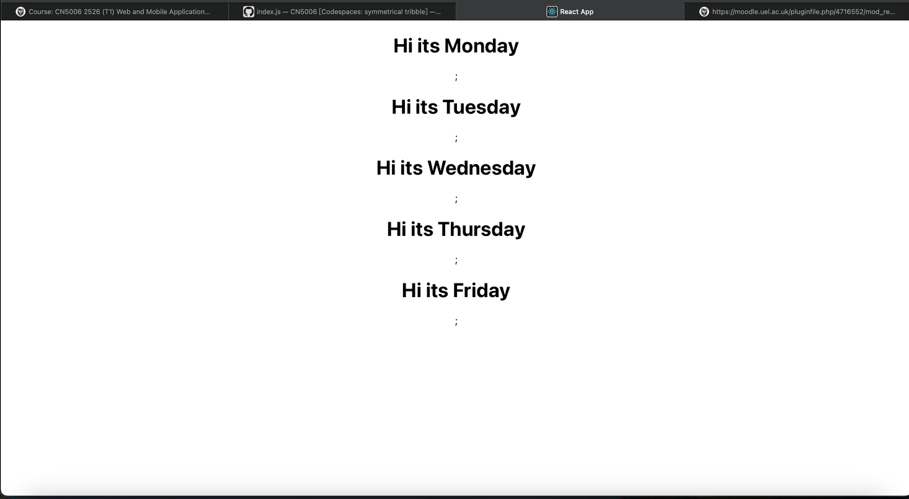 Course: CN5006 2526 (T1) Web and Mobile Application...
index.js — CN5006 [Codespaces: symmetrical tribble] —...
React App
https://moodle.uel.ac.uk/pluginfile.php/4716552/mod_re...
Hi its Monday
;
Hi its Tuesday
;
Hi its Wednesday
;
Hi its Thursday
;
Hi its Friday
;